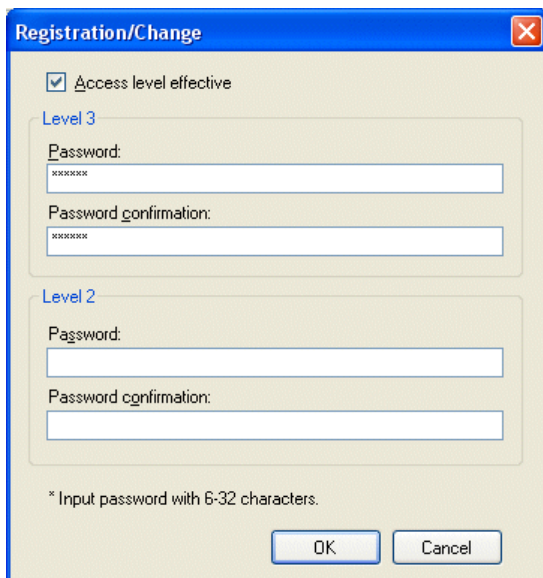 Registration/Change
Access level effective
Level 3
Password:
******
Password confirmation:
******
Level 2
Password:
Password confirmation:
* Input password with 6-32 characters.
OK
Cancel